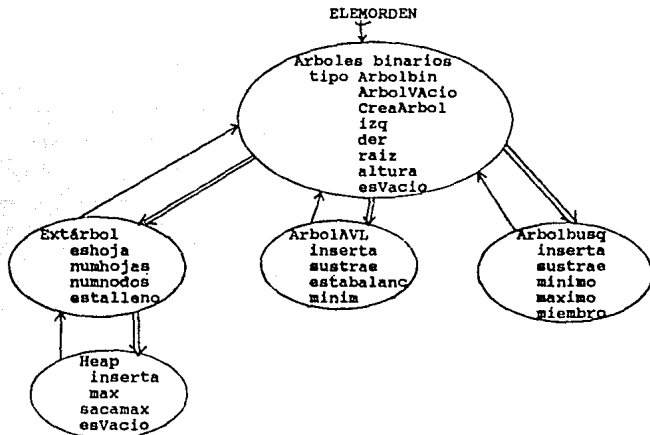 ELEMORDEN
Arboles binarios
tipo Arbolbin
ArbolVAcio
CreaArbol
izq
der
raiz
altura
esVacio
Extárbol
eshoja
numhojas
numnodos
estalleno
ArbolAVL
inserta
sustrae
estabalanc
minim
Arbolbusq
inserta
sustrae
minimo
maximo
miembro
Heap
inserta
max
sacamax
esVacio